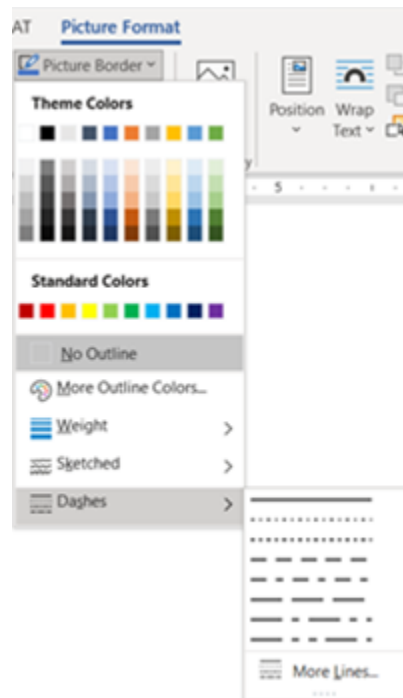 AT Picture Format
Picture Border
Position Wrap
Text
Theme Colors
5
Standard Colors
No Outline
More Outline Colors...
Weight
Sketched
Dashes
More Lines...